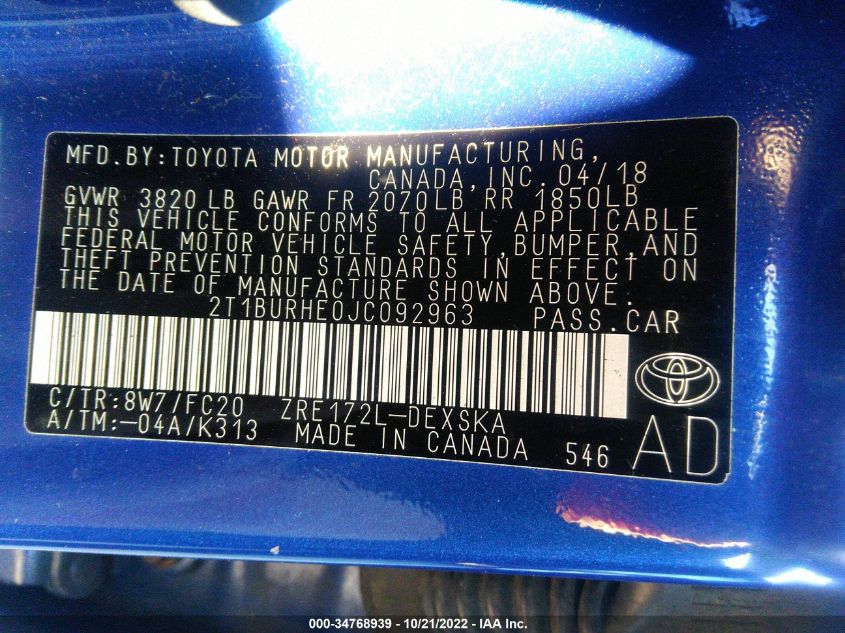 MFD.BY:TOYOTA MOTOR MANUFACTURING,
CANADA,INC. 04/18
GVWR 3820 LB GAWR FR 2070LB RR 1850LB
THIS VEHICLE CONFORMS TO ALL APPLICABLE
FEDERAL MOTOR VEHICLE SAFETY,BUMPER,AND
THEFT PREVENTION STANDARDS IN EFFECT ON
THE DATE OF MANUFACTURE SHOWN ABOVE.
2T1BURHE0JC092963 PASS.CAR
C/TR:8W7/FC20 ZRE172L-DEXSKA
A/TM:-04A/K313 MADE IN CANADA 546 AD
000-34768939 - 10/21/2022 - IAA Inc.